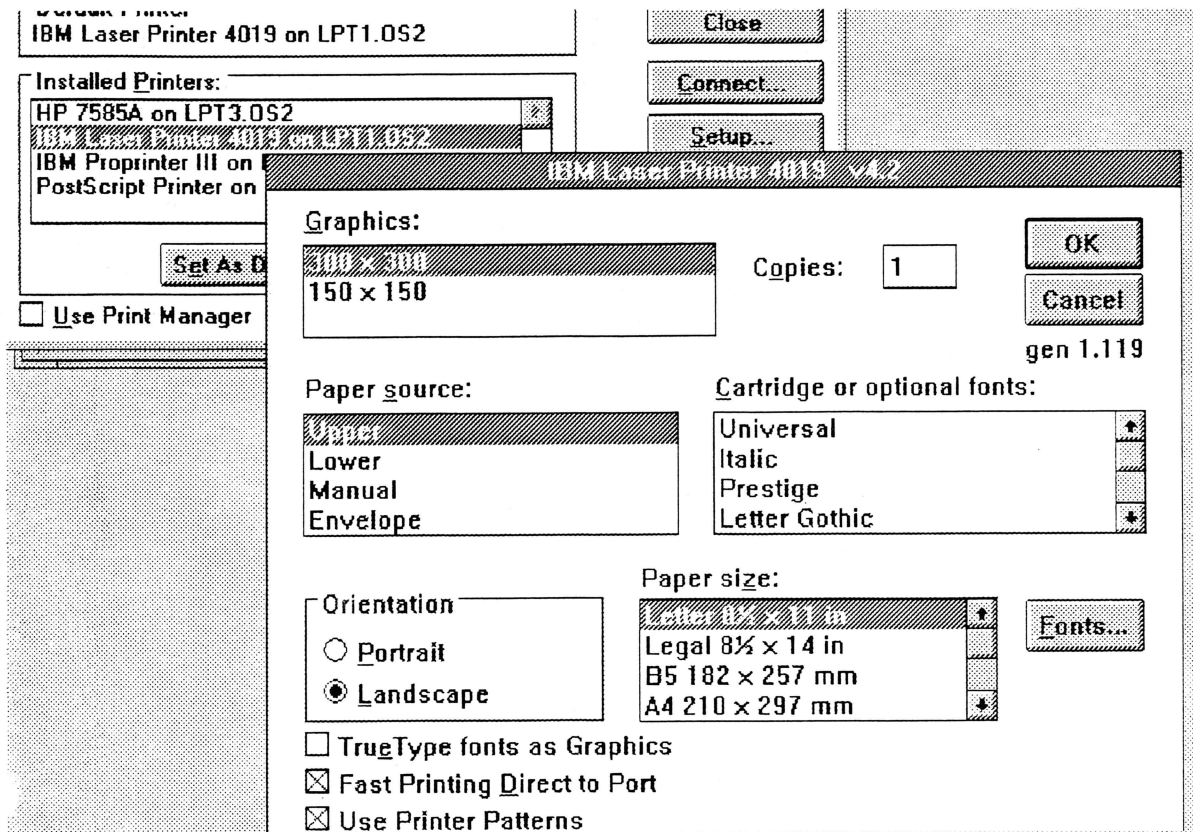 Default Printer
IBM Laser Printer 4019 on LPT1.OS2
Close
Installed Printers:
HP 7585A on LPT3.OS2
IBM Laser Printer 4019 on LPT1.OS2
IBM Proprinter III on
PostScript Printer on
Connect...
Setup...
Set As D
Use Print Manager
IBM Laser Printer 4019 v4.2
Graphics:
300 × 300
150 × 150
Copies: 1
OK
Cancel
gen 1.119
Paper source:
Upper
Lower
Manual
Envelope
Cartridge or optional fonts:
Universal
Italic
Prestige
Letter Gothic
Orientation
Portrait
Landscape
Paper size:
Letter 8½ × 11 in
Legal 8½ × 14 in
B5 182 × 257 mm
A4 210 × 297 mm
Fonts...
TrueType fonts as Graphics
Fast Printing Direct to Port
Use Printer Patterns